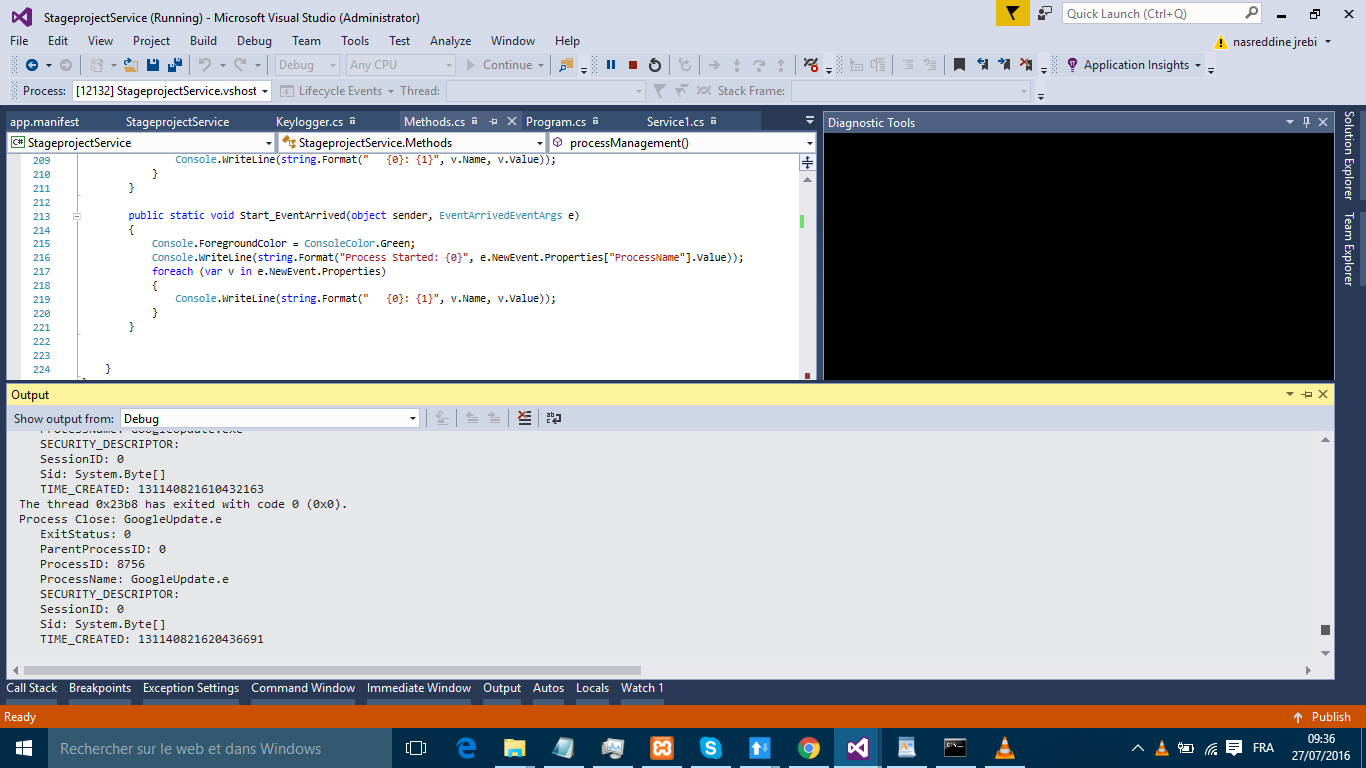 StageprojectService (Running) - Microsoft Visual Studio (Administrator)
Quick Launch (Ctrl+Q)
File Edit View Project Build Debug Team Tools Test Analyze Window Help
nasreddine jrebi
Debug Any CPU Continue Application Insights
Process: [12132] StageprojectService.vshost Lifecycle Events Thread: Stack Frame:
app.manifest StageprojectService Keylogger.cs Methods.cs Program.cs Service1.cs
Diagnostic Tools
StageprojectService StageprojectService.Methods processManagement()
209 Console.WriteLine(string.Format("   {0}: {1}", v.Name, v.Value));
210 }
211 }
212
213 public static void Start_EventArrived(object sender, EventArrivedEventArgs e)
214 {
215 Console.ForegroundColor = ConsoleColor.Green;
216 Console.WriteLine(string.Format("Process Started: {0}", e.NewEvent.Properties["ProcessName"].Value));
217 foreach (var v in e.NewEvent.Properties)
218 {
219 Console.WriteLine(string.Format("   {0}: {1}", v.Name, v.Value));
220 }
221 }
222
223
224 }
Solution Explorer
Team Explorer
Output
Show output from: Debug
ProcessName: GoogleUpdate.exe
SECURITY_DESCRIPTOR:
SessionID: 0
Sid: System.Byte[]
TIME_CREATED: 131140821610432163
The thread 0x23b8 has exited with code 0 (0x0).
Process Close: GoogleUpdate.e
ExitStatus: 0
ParentProcessID: 0
ProcessID: 8756
ProcessName: GoogleUpdate.e
SECURITY_DESCRIPTOR:
SessionID: 0
Sid: System.Byte[]
TIME_CREATED: 131140821620436691
Call Stack Breakpoints Exception Settings Command Window Immediate Window Output Autos Locals Watch 1
Ready
Publish
Rechercher sur le web et dans Windows
FRA
09:36
27/07/2016